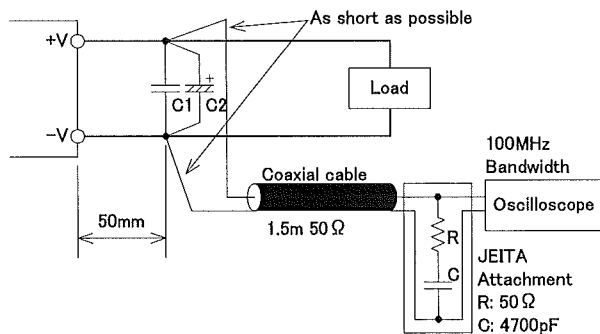 As short as possible
+V
+
C1
C2
Load
-V
100MHz
Bandwidth
Coaxial cable
Oscilloscope
50mm
1.5m 50Ω
R
C
JEITA
Attachment
R: 50Ω
C: 4700pF